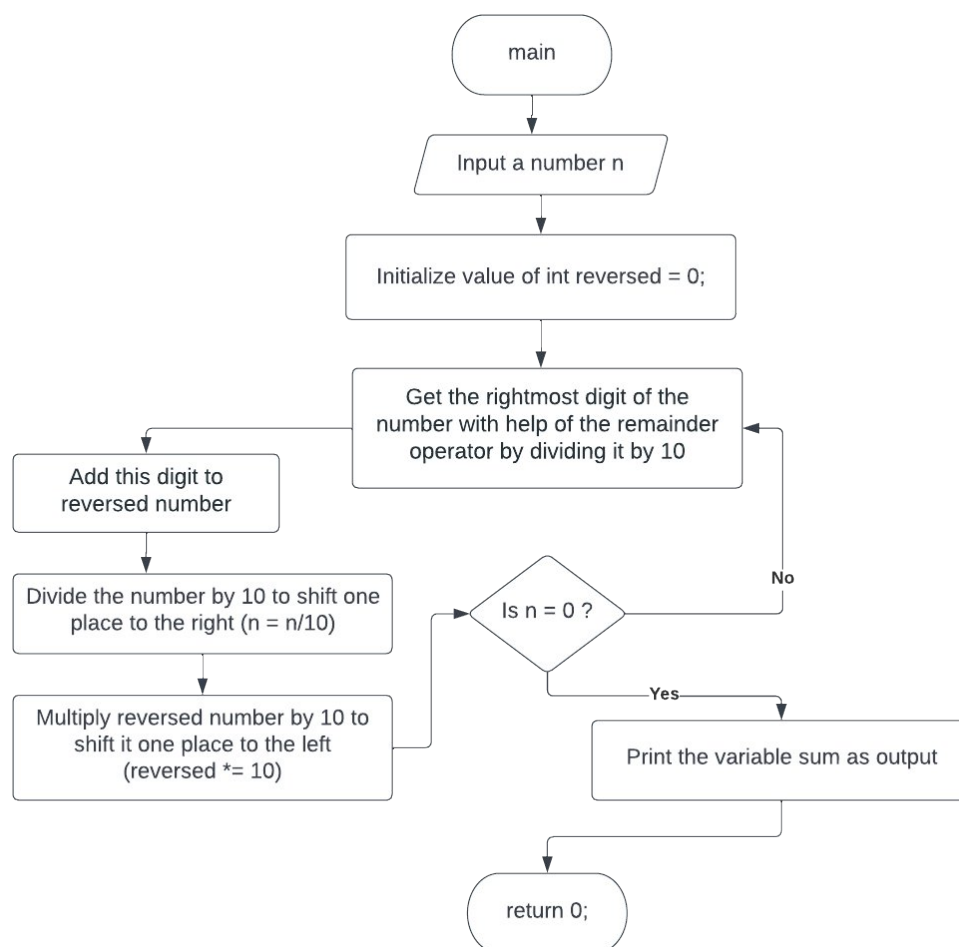 main
Input a number n
Initialize value of int reversed = 0;
Get the rightmost digit of the
number with help of the remainder
operator by dividing it by 10
Add this digit to
reversed number
Divide the number by 10 to shift one
place to the right (n = n/10)
Multiply reversed number by 10 to
shift it one place to the left
(reversed *= 10)
Is n = 0 ?
No
Yes
Print the variable sum as output
return 0;